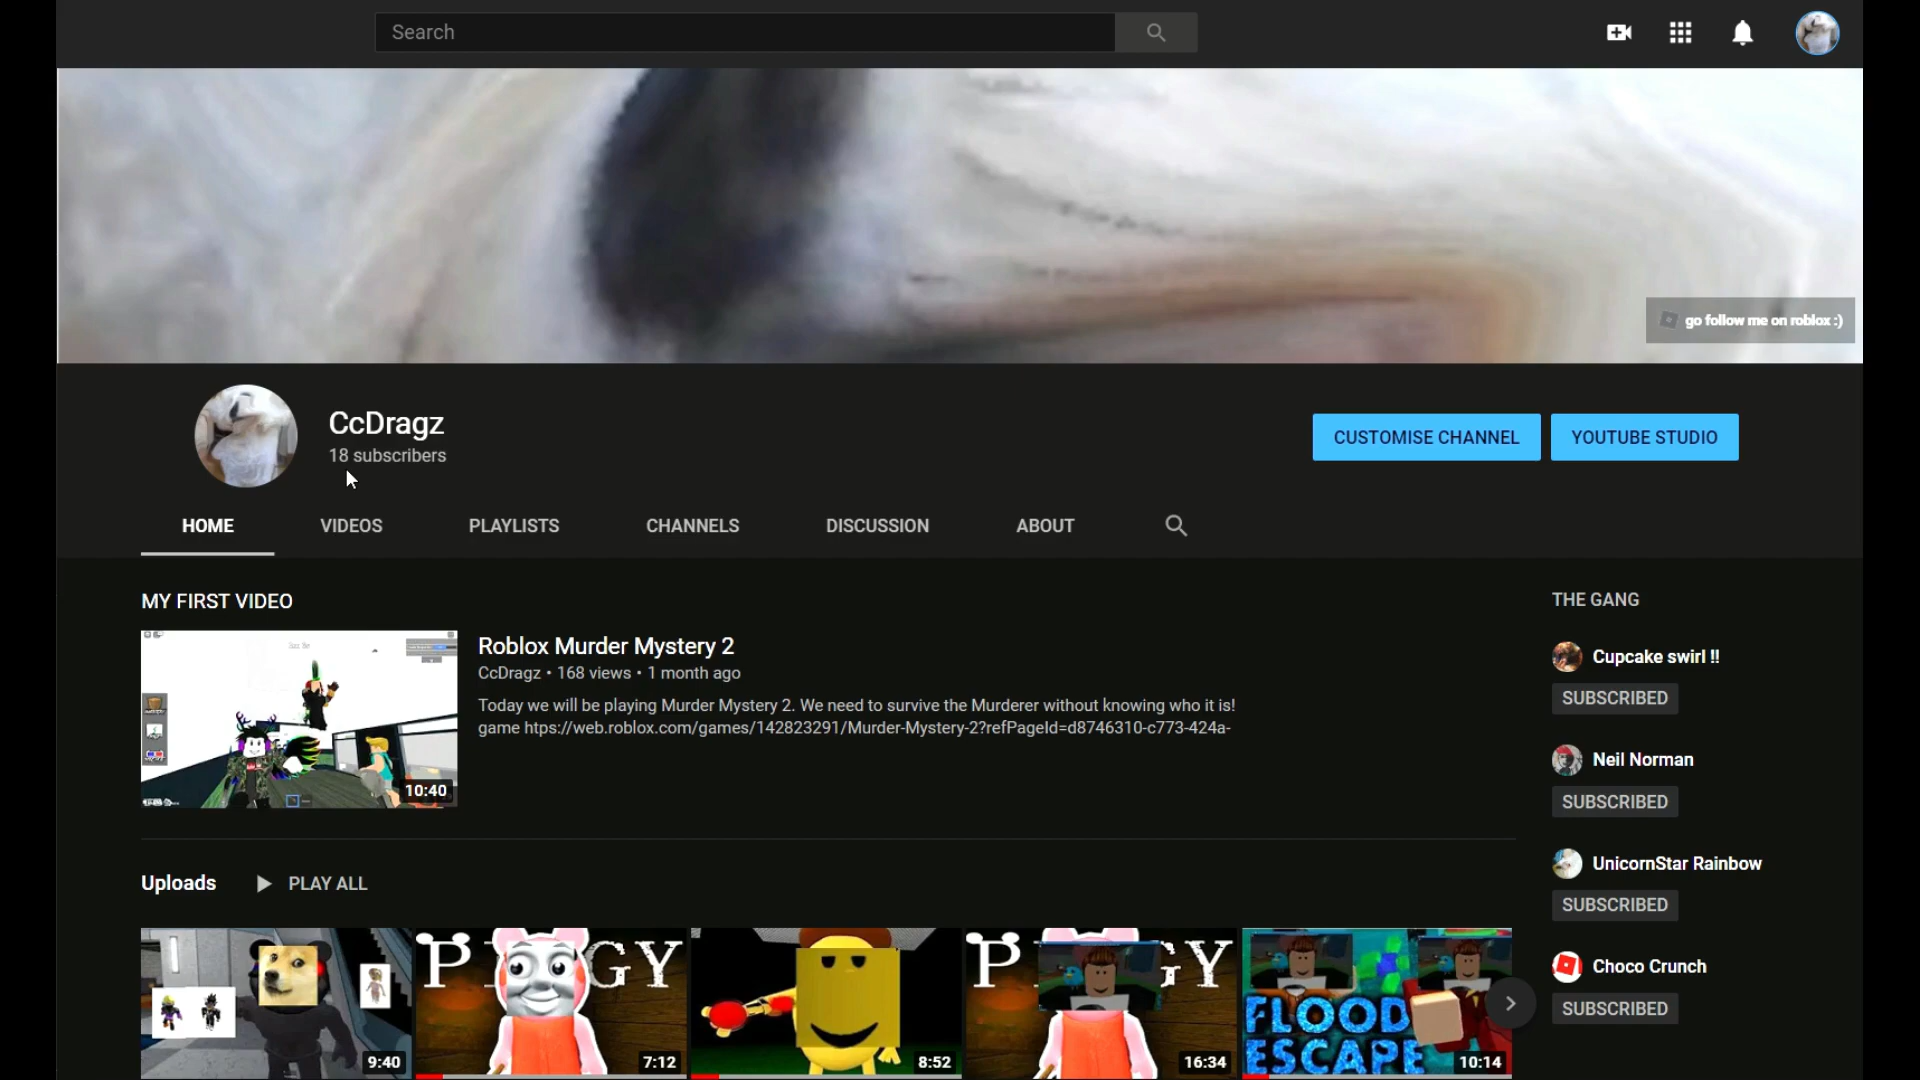 Search
go follow me on roblox :)
CcDragz
18 subscribers
CUSTOMISE CHANNEL
YOUTUBE STUDIO
HOME
VIDEOS
PLAYLISTS
CHANNELS
DISCUSSION
ABOUT
MY FIRST VIDEO
Roblox Murder Mystery 2
CcDragz • 168 views • 1 month ago
Today we will be playing Murder Mystery 2. We need to survive the Murderer without knowing who it is!
game htps://web.roblox.com/games/142823291/Murder-Mystery-2?refPageId=d8746310-c773-424a-
10:40
THE GANG
Cupcake swirl !!
SUBSCRIBED
Neil Norman
SUBSCRIBED
UnicornStar Rainbow
SUBSCRIBED
Choco Crunch
SUBSCRIBED
Uploads
PLAY ALL
9:40
P GY
7:12
8:52
P GY
16:34
FLOOD
ESCAPE
10:14